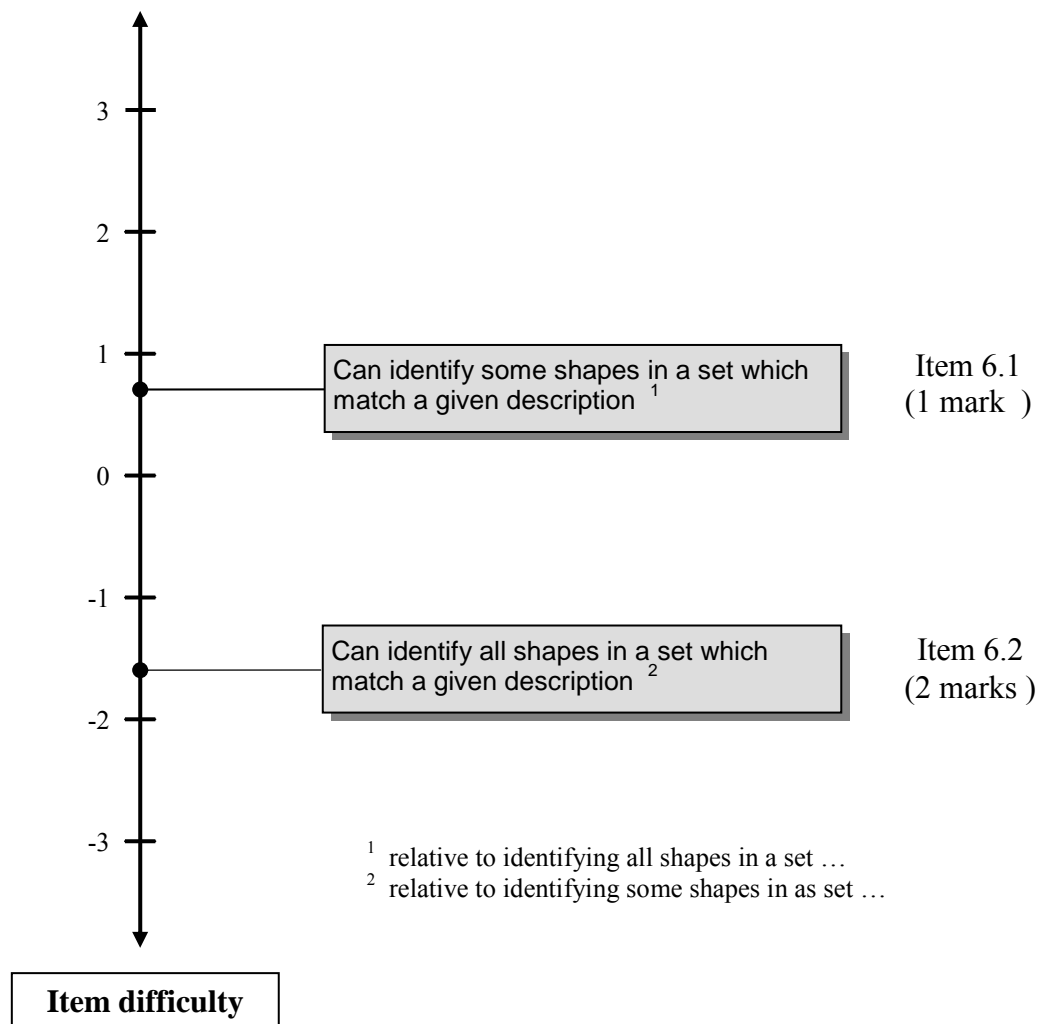 3
2
1
Can identify some shapes in a set which
match a given description 1
Item 6.1
(1 mark )
0
-1
Can identify all shapes in a set which
match a given description 2
Item 6.2
(2 marks )
-2
-3
1 relative to identifying all shapes in a set …
2 relative to identifying some shapes in as set …
Item difficulty